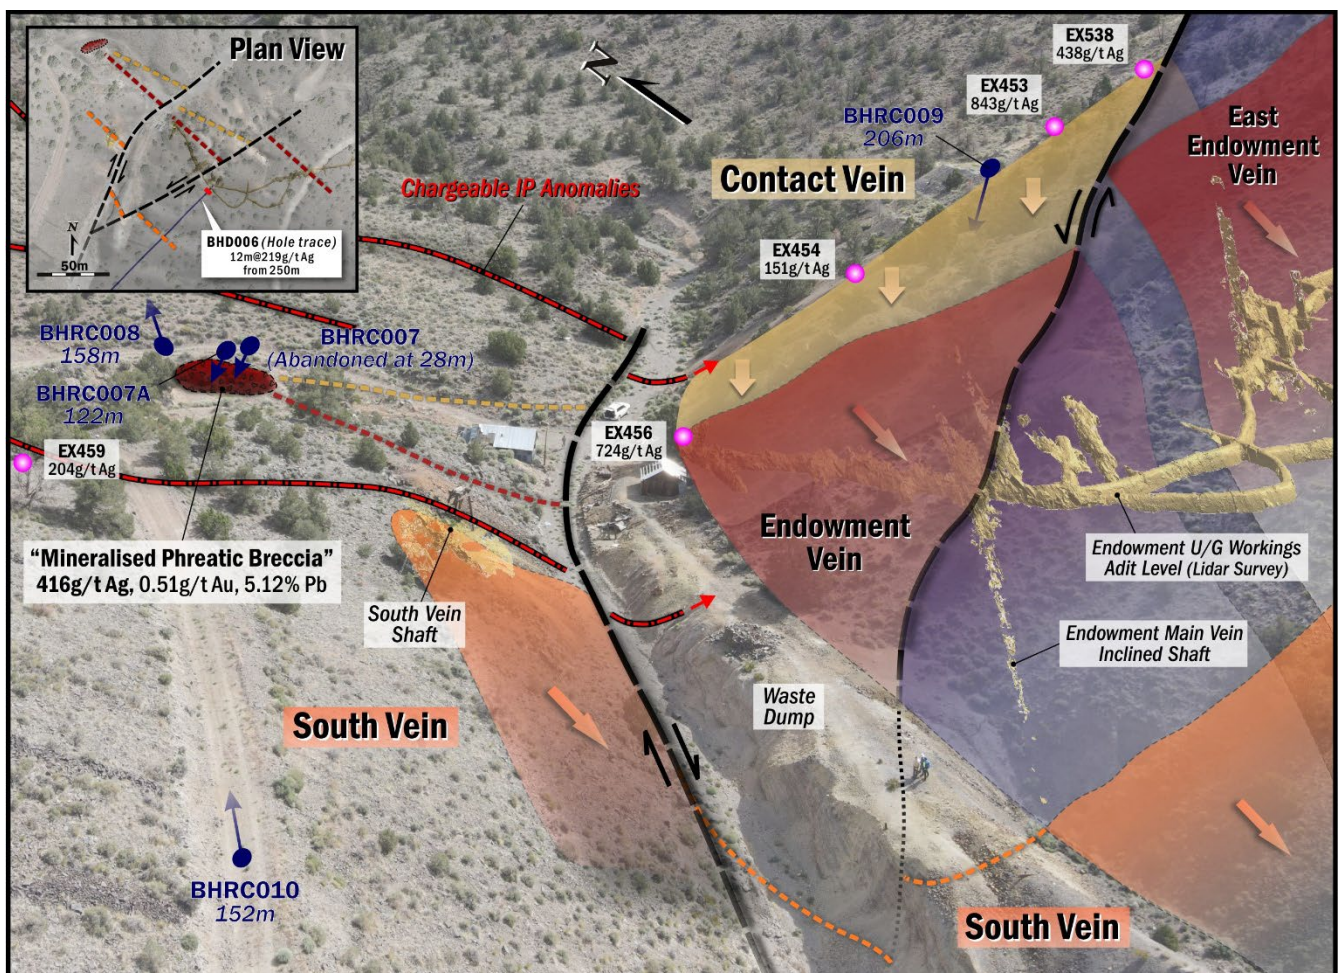 Plan View
N
50m
BHD006 (Hole trace)
12m@219g/t Ag
from 250m
N
EX538
438g/t Ag
EX453
843g/t Ag
BHRC009
206m
East
Endowment
Vein
Chargeable IP Anomalies
Contact Vein
EX454
151g/t Ag
BHRC008
158m
BHRC007
(Abandoned at 28m)
BHRC007A
122m
EX459
204g/t Ag
EX456
724g/t Ag
Endowment
Vein
“Mineralised Phreatic Breccia”
416g/t Ag, 0.51g/t Au, 5.12% Pb
Endowment U/G Workings
Adit Level (Lidar Survey)
South Vein
Shaft
Endowment Main Vein
Inclined Shaft
Waste
Dump
South Vein
BHRC010
152m
South Vein